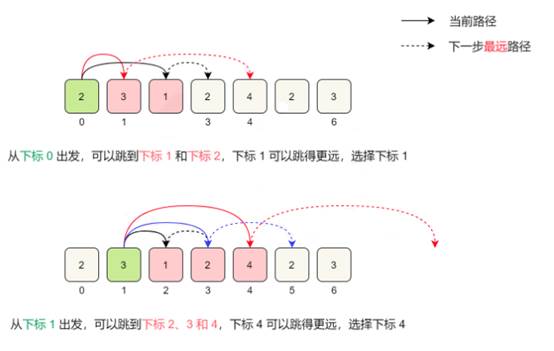 当前路径
下一步最远路径
2 3 1 2 4 2 3
0 1 3 4 6
从下标 0 出发，可以跳到下标 1 和下标 2，下标 1 可以跳得更远，选择下标 1
2 3 1 2 4 2 3
0 1 2 3 4 5 6
从下标 1 出发，可以跳到下标 2、3 和 4，下标 4 可以跳得更远，选择下标 4